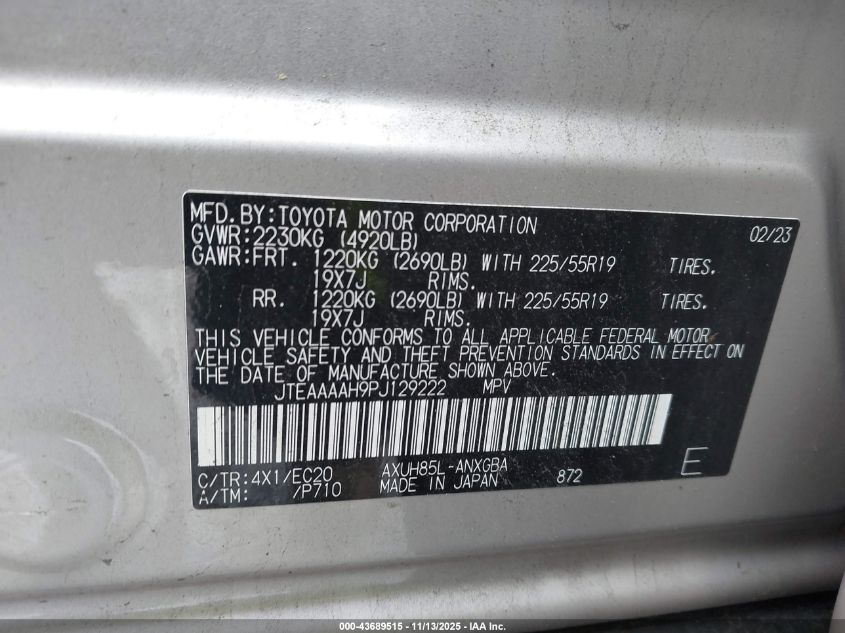 MFD.BY:TOYOTA MOTOR CORPORATION 02/23
GVWR:2230KG (4920LB)
GAWR:FRT. 1220KG (2690LB) WITH 225/55R19 TIRES.
19X7J RIMS.
RR. 1220KG (2690LB) WITH 225/55R19 TIRES.
19X7J RIMS.
THIS VEHICLE CONFORMS TO ALL APPLICABLE FEDERAL MOTOR
VEHICLE SAFETY AND THEFT PREVENTION STANDARDS IN EFFECT ON
THE DATE OF MANUFACTURE SHOWN ABOVE.
JTEAAAAH9PJ129222 MPV
C/TR:4X1/EC20 AXUH85L-ANXGBA
A/TM: /P710 MADE IN JAPAN 872 E
000-43689515 - 11/13/2025 - IAA Inc.